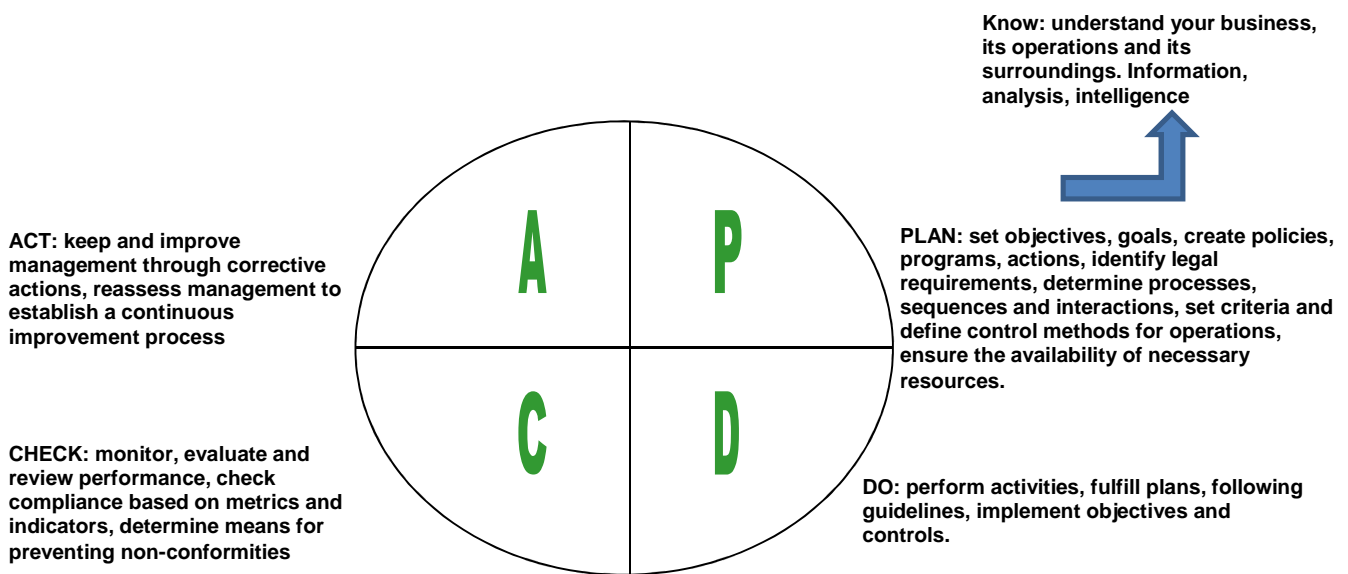 Know: understand your business,
its operations and its
surroundings. Information,
analysis, intelligence
A
P
ACT: keep and improve
management through corrective
actions, reassess management to
establish a continuous
improvement process
PLAN: set objectives, goals, create policies,
programs, actions, identify legal
requirements, determine processes,
sequences and interactions, set criteria and
define control methods for operations,
ensure the availability of necessary
resources.
C
D
CHECK: monitor, evaluate and
review performance, check
compliance based on metrics and
indicators, determine means for
preventing non-conformities
DO: perform activities, fulfill plans, following
guidelines, implement objectives and
controls.